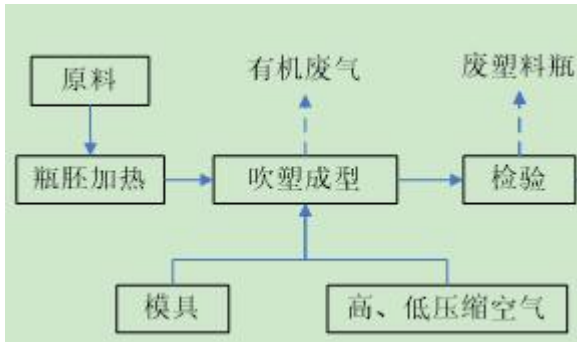 有机废气
废塑料瓶
原料
瓶胚加热
吹塑成型
检验
模具
高、低压缩空气